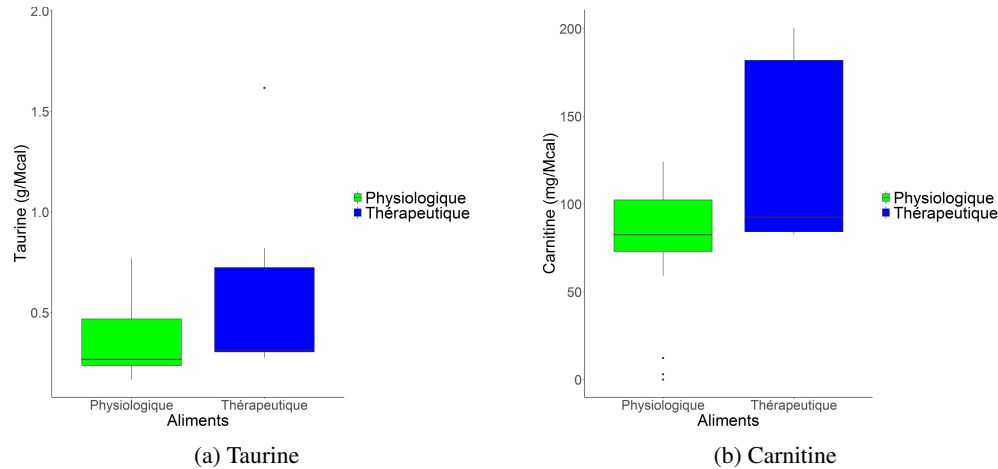 2.0
1.5
1.0
0.5
Taurine (g/Mcal)
Physiologique
Thérapeutique
Physiologique Thérapeutique
Aliments
(a) Taurine
200
150
100
50
0
Carnitine (mg/Mcal)
Physiologique
Thérapeutique
Physiologique Thérapeutique
Aliments
(b) Carnitine